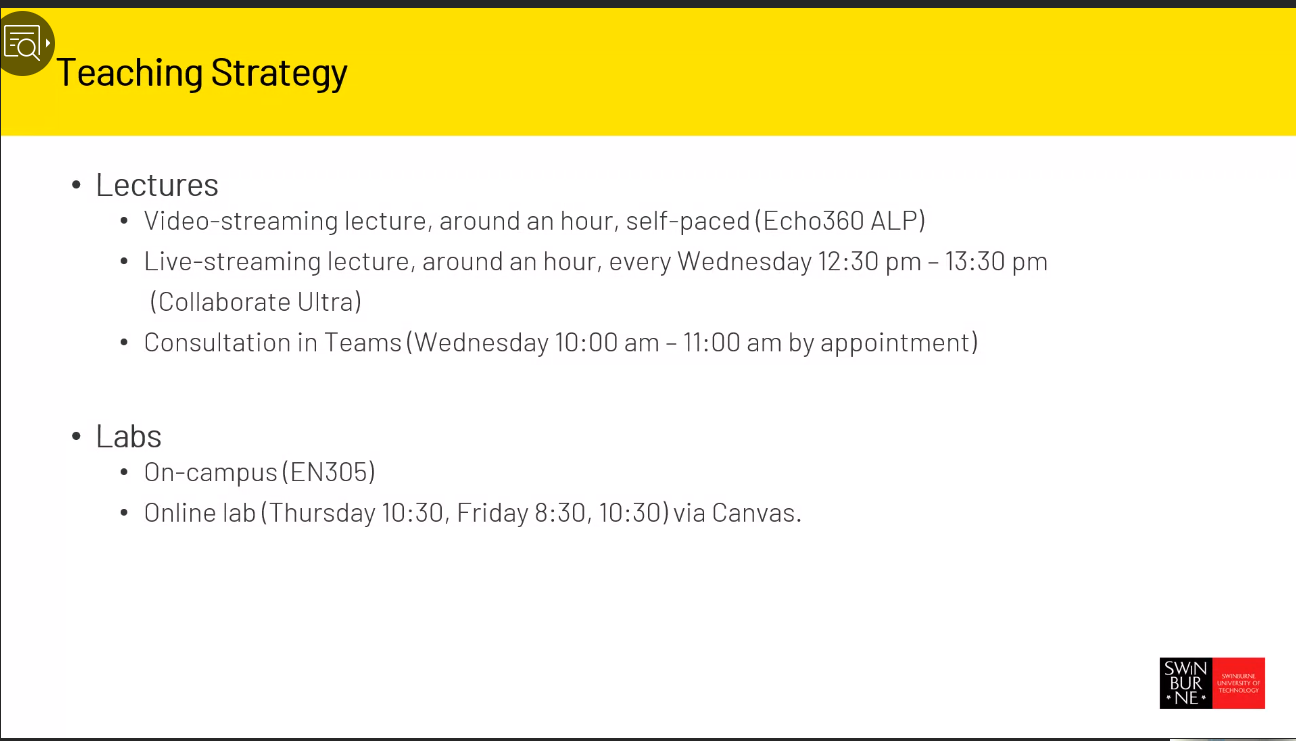 Teaching Strategy
• Lectures
• Video-streaming lecture, around an hour, self-paced (Echo360 ALP)
• Live-streaming lecture, around an hour, every Wednesday 12:30 pm – 13:30 pm
(Collaborate Ultra)
• Consultation in Teams (Wednesday 10:00 am – 11:00 am by appointment)
• Labs
• On-campus (EN305)
• Online lab (Thursday 10:30, Friday 8:30, 10:30) via Canvas.
SWIN
BUR
* NE *
SWINBURNE
UNIVERSITY OF
TECHNOLOGY